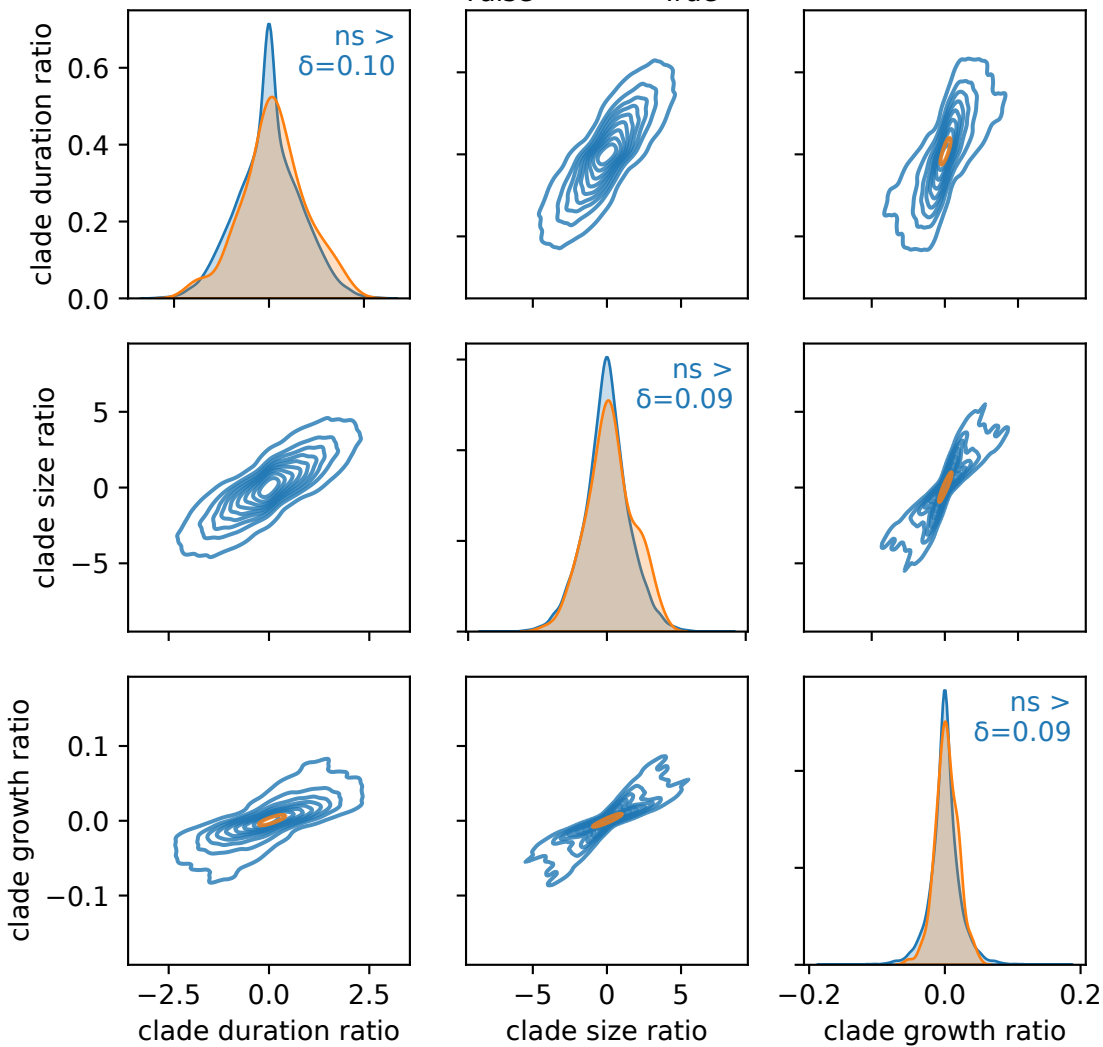 clade duration ratio
0.6
0.4
0.2
0.0
ns >
δ=0.10
clade size ratio
5
0
−5
ns >
δ=0.09
clade growth ratio
0.1
0.0
−0.1
ns >
δ=0.09
−2.5 0.0 2.5
−5 0 5
−0.2 0.0 0.2
clade duration ratio
clade size ratio
clade growth ratio